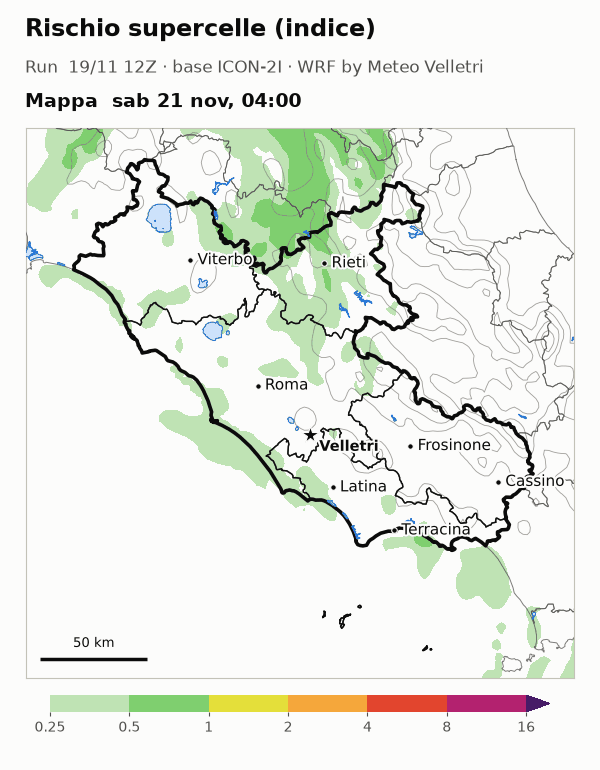 Rischio supercelle (indice)
Run  19/11 12Z · base ICON-2I · WRF by Meteo Velletri
Mappa  sab 21 nov, 04:00
Viterbo
Rieti
Roma
Velletri
Frosinone
Latina
Cassino
Terracina
50 km
0.25
0.5
1
2
4
8
16